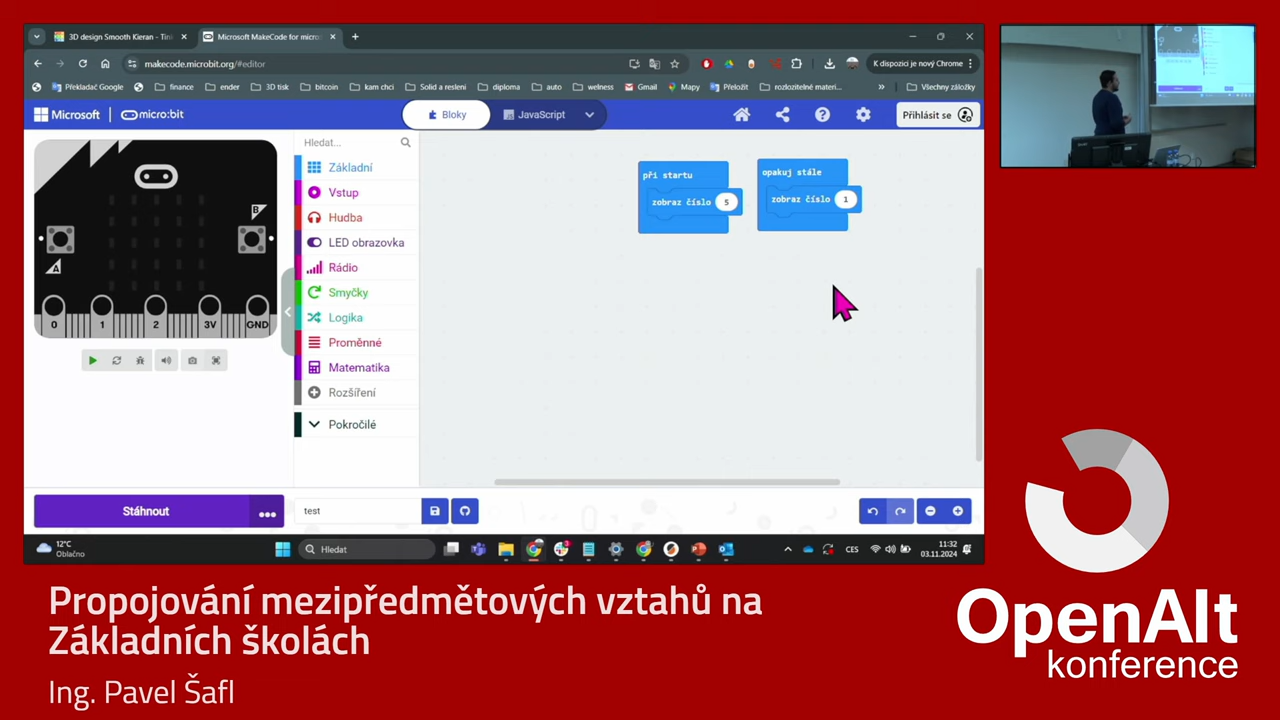 3D design Smooth Kieran - Tin
Microsoft MakeCode for micro:
makecode.microbit.org/#editor
K dispozici je nový Chrome
Překladač Google
finance
ender
3D tisk
bitcoin
kam chci
Solid a reslení
diploma
auto
welness
Gmail
Mapy
Přeložit
rozlozitelné materi...
»
Všechny záložky
Microsoft
micro:bit
Bloky
JavaScript
Přihlásit se
Hledat...
Základní
Vstup
Hudba
LED obrazovka
Rádio
Smyčky
Logika
Proměnné
Matematika
Rozšíření
Pokročilé
A
B
0 1 2 3V GND
při startu
zobraz číslo 5
opakuj stále
zobraz číslo 1
Stáhnout
•••
test
12°C
Oblačno
Hledat
CES
11:32
03.11.2024
Propojování mezipředmětových vztahů na
Základních školách
Ing. Pavel Šafl
OpenAlt
konference